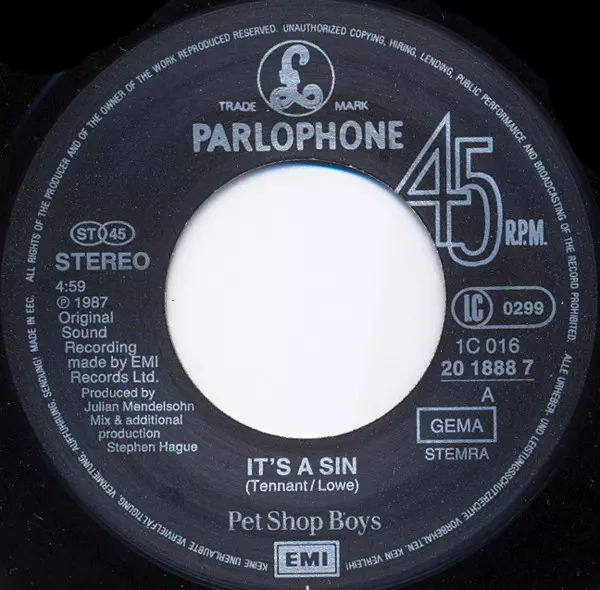 ALL RIGHTS OF THE PRODUCER AND OF THE OWNER OF THE WORK REPRODUCED RESERVED. UNAUTHORIZED COPYING, HIRING, LENDING, PUBLIC PERFORMANCE AND BROADCASTING OF THE RECORD PROHIBITED.
ALLE URHEBER- UND LEISTUNGSSCHUTZRECHTE VORBEHALTEN. KEIN VERLEIH! KEINE UNERLAUBTE VERVIELFÄLTIGUNG, VERMIETUNG, AUFFÜHRUNG, SENDUNG! MADE IN EEC.
£
TRADE MARK
PARLOPHONE
45
R.P.M.
ST 45
STEREO
4:59
℗ 1987
Original
Sound
Recording
made by EMI
Records Ltd.
Produced by
Julian Mendelsohn
Mix & additional
production
Stephen Hague
LC 0299
1C 016
20 1888 7
A
GEMA
STEMRA
IT'S A SIN
(Tennant/Lowe)
Pet Shop Boys
EMI